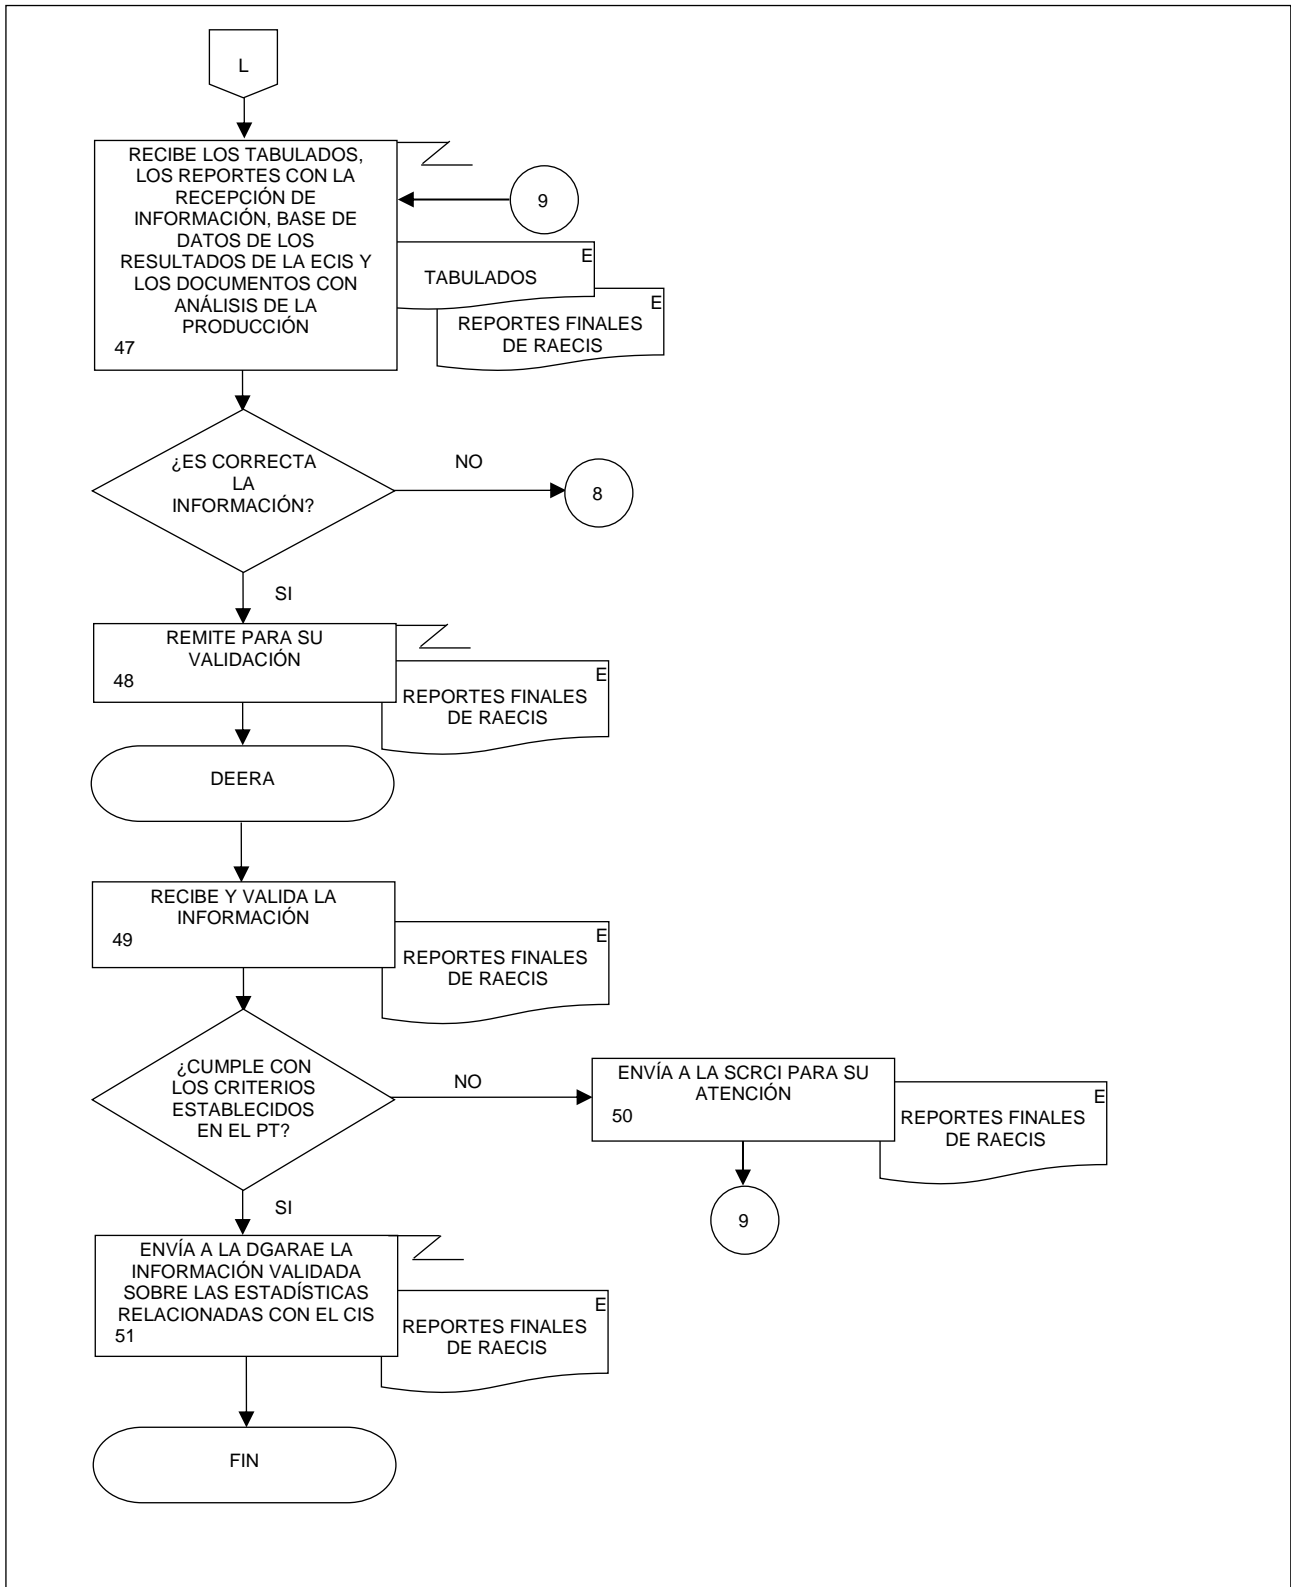 L
RECIBE LOS TABULADOS,
LOS REPORTES CON LA
RECEPCIÓN DE
INFORMACIÓN, BASE DE
DATOS DE LOS
RESULTADOS DE LA ECIS Y
LOS DOCUMENTOS CON
ANÁLISIS DE LA
PRODUCCIÓN
47
9
E
TABULADOS
E
REPORTES FINALES
DE RAECIS
¿ES CORRECTA
LA
INFORMACIÓN?
NO
8
SI
REMITE PARA SU
VALIDACIÓN
48
E
REPORTES FINALES
DE RAECIS
DEERA
RECIBE Y VALIDA LA
INFORMACIÓN
49
E
REPORTES FINALES
DE RAECIS
¿CUMPLE CON
LOS CRITERIOS
ESTABLECIDOS
EN EL PT?
NO
ENVÍA A LA SCRCI PARA SU
ATENCIÓN
50
E
REPORTES FINALES
DE RAECIS
9
SI
ENVÍA A LA DGARAE LA
INFORMACIÓN VALIDADA
SOBRE LAS ESTADÍSTICAS
RELACIONADAS CON EL CIS
51
E
REPORTES FINALES
DE RAECIS
FIN